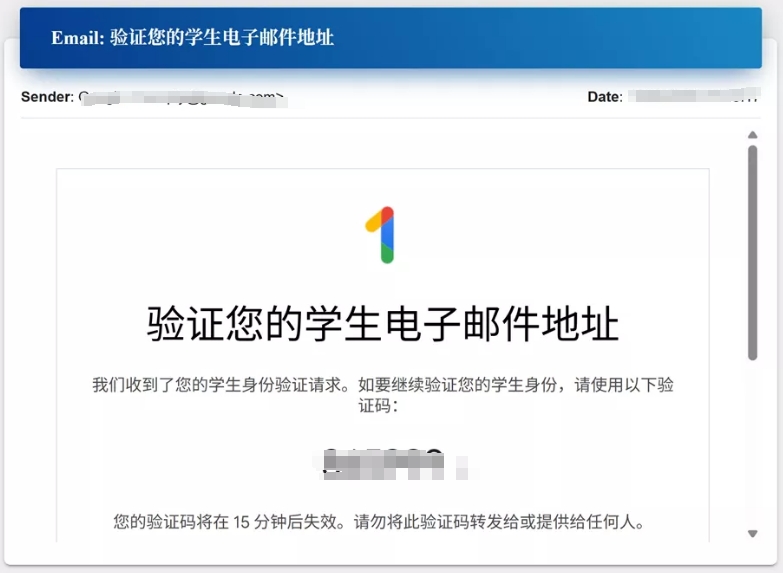 Email: 验证您的学生电子邮件地址
Sender:
Date:
验证您的学生电子邮件地址
我们收到了您的学生身份验证请求。如要继续验证您的学生身份，请使用以下验
证码：
您的验证码将在 15 分钟后失效。请勿将此验证码转发给或提供给任何人。